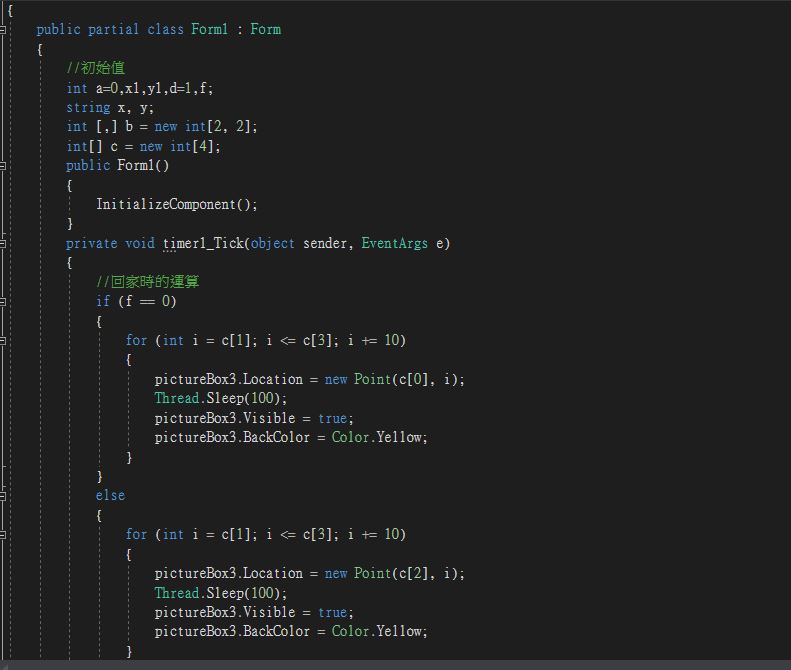 {
public partial class Form1 : Form
{
//初始值
int a=0,x1,y1,d=1,f;
string x, y;
int [,] b = new int[2, 2];
int[] c = new int[4];
public Form1()
{
InitializeComponent();
}
private void timer1_Tick(object sender, EventArgs e)
{
//回家時的運算
if (f == 0)
{
for (int i = c[1]; i <= c[3]; i += 10)
{
pictureBox3.Location = new Point(c[0], i);
Thread.Sleep(100);
pictureBox3.Visible = true;
pictureBox3.BackColor = Color.Yellow;
}
}
else
{
for (int i = c[1]; i <= c[3]; i += 10)
{
pictureBox3.Location = new Point(c[2], i);
Thread.Sleep(100);
pictureBox3.Visible = true;
pictureBox3.BackColor = Color.Yellow;
}